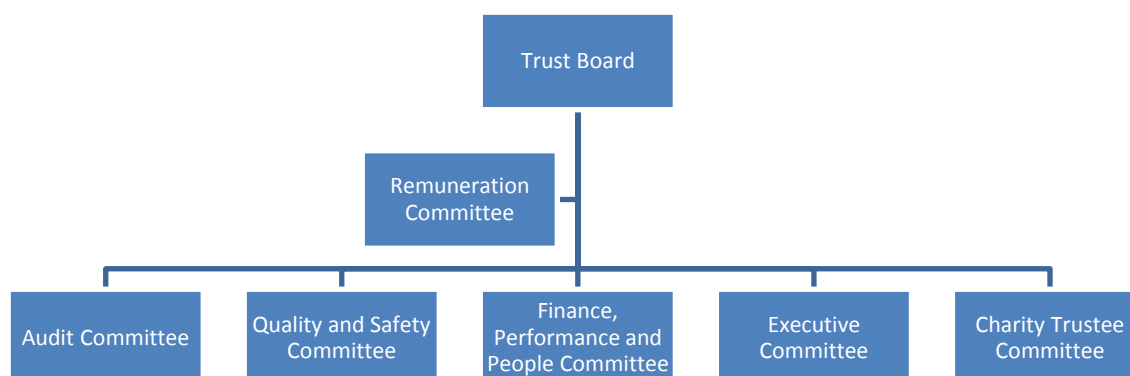 Trust Board
Remuneration
Committee
Audit Committee
Quality and Safety
Committee
Finance,
Performance and
People Committee
Executive
Committee
Charity Trustee
Committee